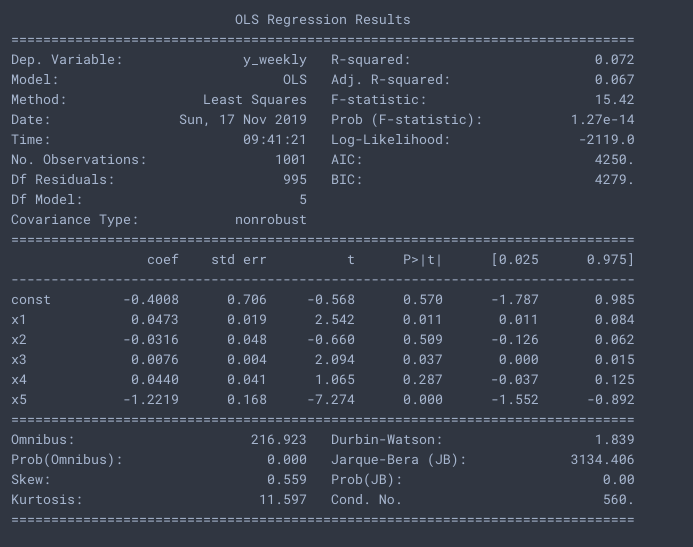 OLS Regression Results
==============================================================================
Dep. Variable: y_weekly R-squared: 0.072
Model: OLS Adj. R-squared: 0.067
Method: Least Squares F-statistic: 15.42
Date: Sun, 17 Nov 2019 Prob (F-statistic): 1.27e-14
Time: 09:41:21 Log-Likelihood: -2119.0
No. Observations: 1001 AIC: 4250.
Df Residuals: 995 BIC: 4279.
Df Model: 5
Covariance Type: nonrobust
==============================================================================
coef std err t P>|t| [0.025 0.975]
------------------------------------------------------------------------------
const -0.4008 0.706 -0.568 0.570 -1.787 0.985
x1 0.0473 0.019 2.542 0.011 0.011 0.084
x2 -0.0316 0.048 -0.660 0.509 -0.126 0.062
x3 0.0076 0.004 2.094 0.037 0.000 0.015
x4 0.0440 0.041 1.065 0.287 -0.037 0.125
x5 -1.2219 0.168 -7.274 0.000 -1.552 -0.892
==============================================================================
Omnibus: 216.923 Durbin-Watson: 1.839
Prob(Omnibus): 0.000 Jarque-Bera (JB): 3134.406
Skew: 0.559 Prob(JB): 0.00
Kurtosis: 11.597 Cond. No. 560.
==============================================================================